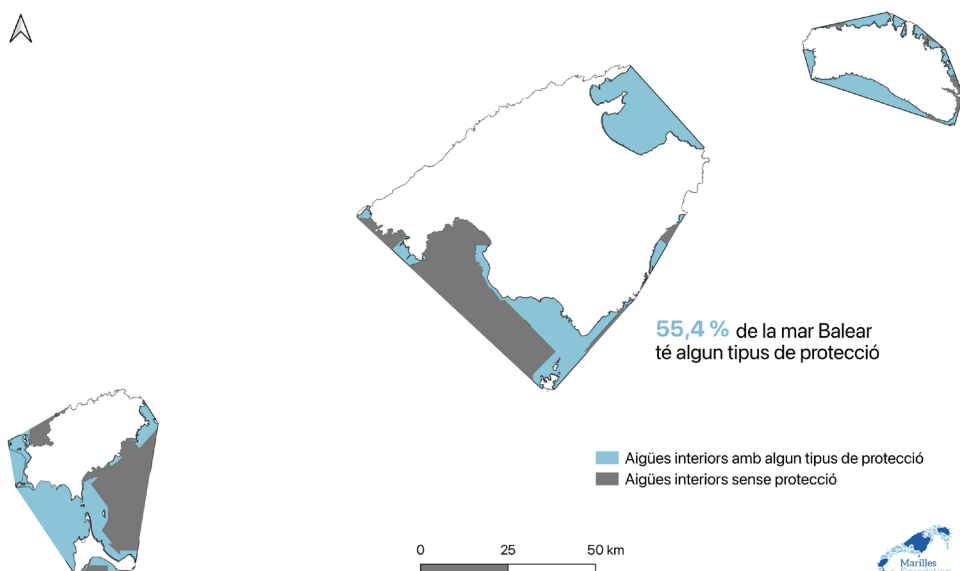 55,4 % de la mar Balear
té algun tipus de protecció
Aigües interiors amb algun tipus de protecció
Aigües interiors sense protecció
0 25 50 km
Marilles
Foundation